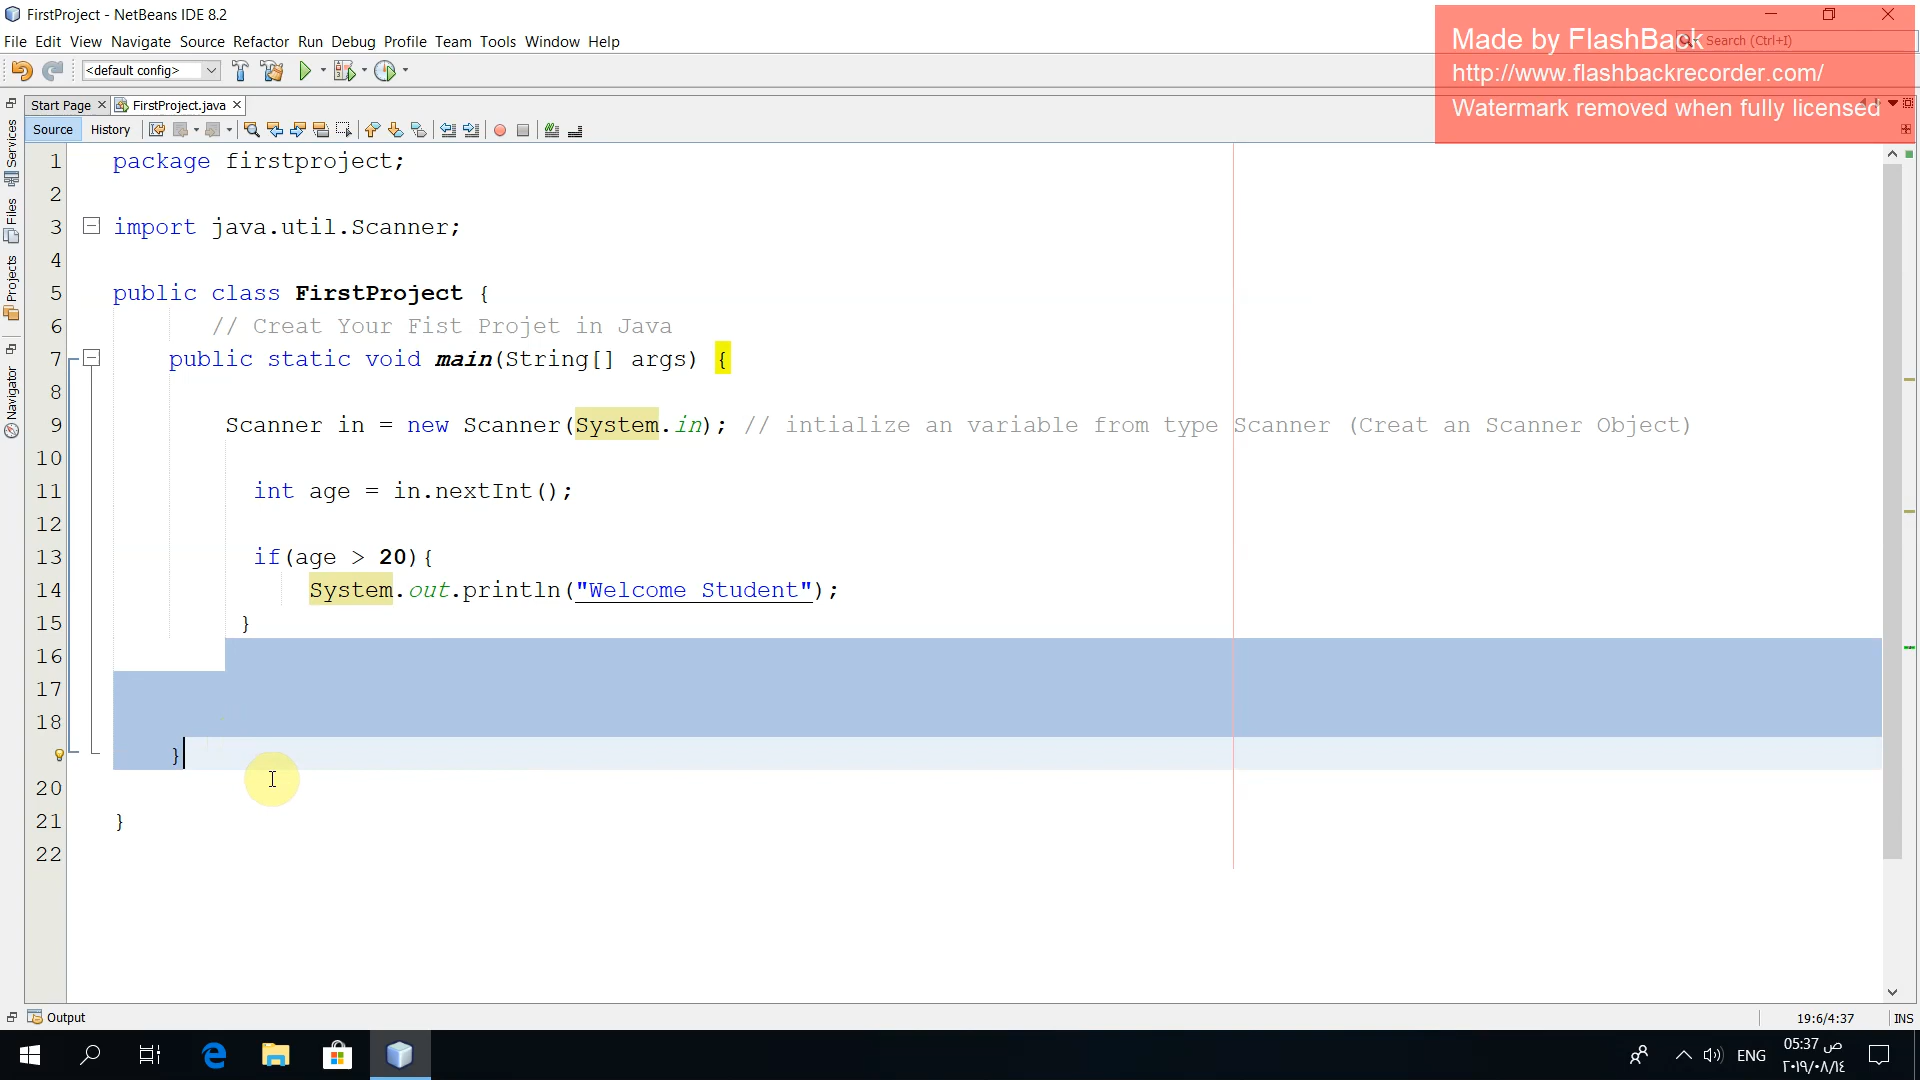 FirstProject - NetBeans IDE 8.2
File Edit View Navigate Source Refactor Run Debug Profile Team Tools Window Help
Search (Ctrl+I)
Made by FlashBack
http://www.flashbackrecorder.com/
Watermark removed when fully licensed
<default config>
Start Page FirstProject.java
Source History
Services
Files
Projects
Navigator
1 package firstproject;
2
3 import java.util.Scanner;
4
5 public class FirstProject {
6 // Creat Your Fist Projet in Java
7 public static void main(String[] args) {
8
9 Scanner in = new Scanner(System.in); // intialize an variable from type Scanner (Creat an Scanner Object)
10
11 int age = in.nextInt();
12
13 if(age > 20){
14 System.out.println("Welcome Student");
15 }
16
17
18
}
20
21 }
22
Output
19:6/4:37 INS
ENG
05:37 ص
٢٠١٩/٠٨/١٤